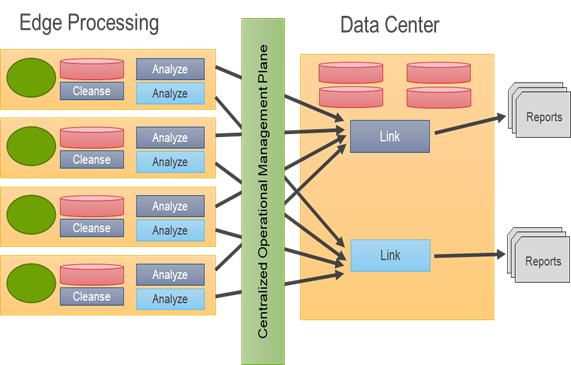 Edge Processing
Data Center
Centralized Operational Management Plane
Analyze
Cleanse
Analyze
Analyze
Cleanse
Analyze
Analyze
Cleanse
Analyze
Analyze
Cleanse
Analyze
Link
Link
Reports
Reports